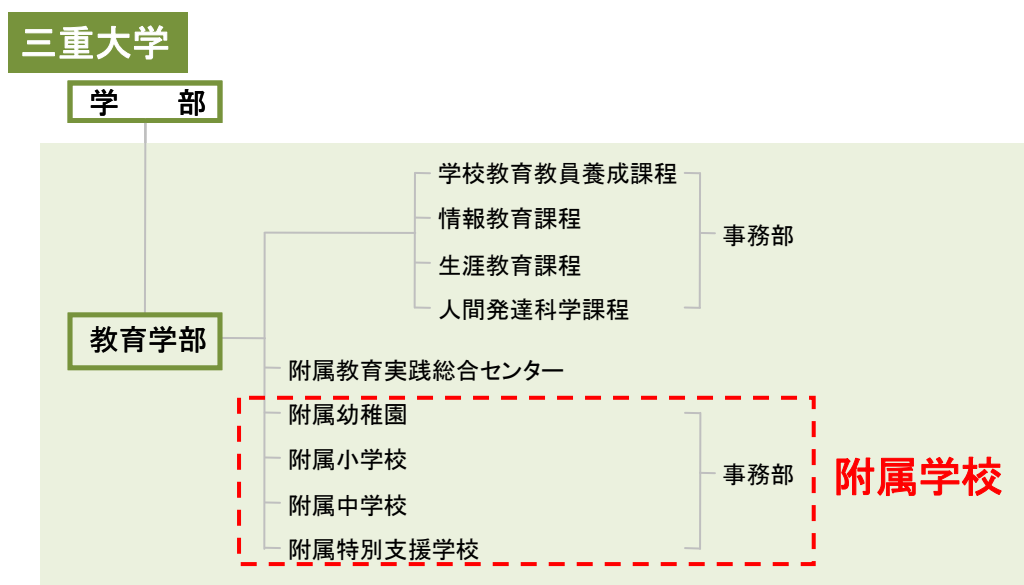 三重大学
学　　部
学校教育教員養成課程
情報教育課程
生涯教育課程
人間発達科学課程
事務部
教育学部
附属教育実践総合センター
附属幼稚園
附属小学校
附属中学校
附属特別支援学校
事務部
附属学校